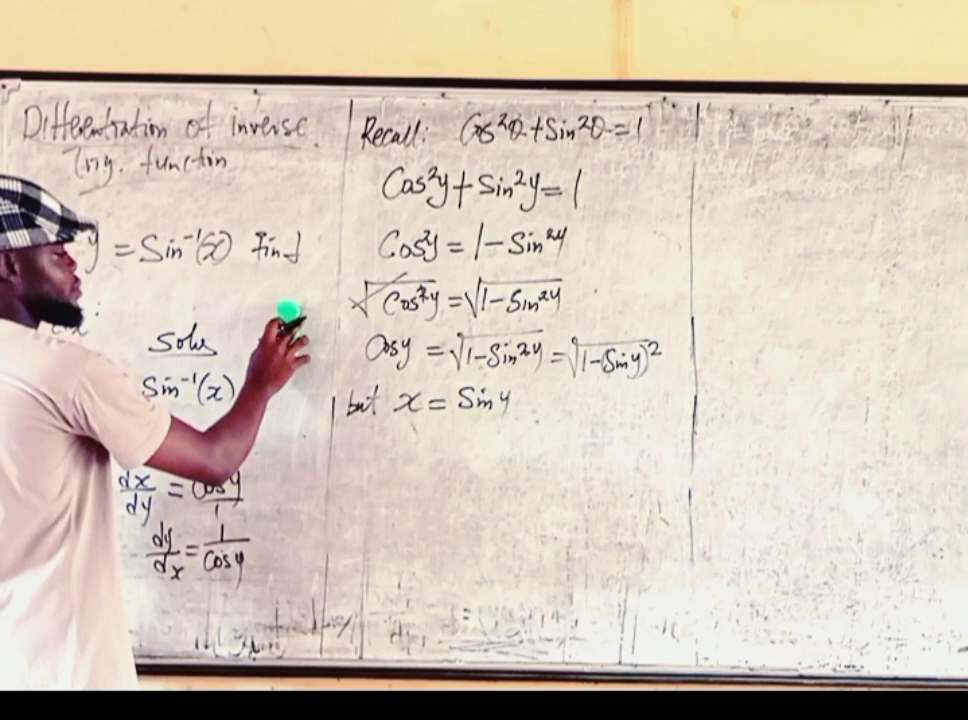 Differentiation of inverse
Trig. function
y = Sin⁻¹(x) find
Soln
Sin⁻¹(x)
dx/dy = Cosy/1
dy/dx = 1/Cosy
Recall: Cos²θ + Sin²θ = 1
Cos²y + Sin²y = 1
Cos²y = 1 - Sin²y
√Cos²y = √1 - Sin²y
Cosy = √1 - Sin²y = √1 - (Siny)²
but x = Siny